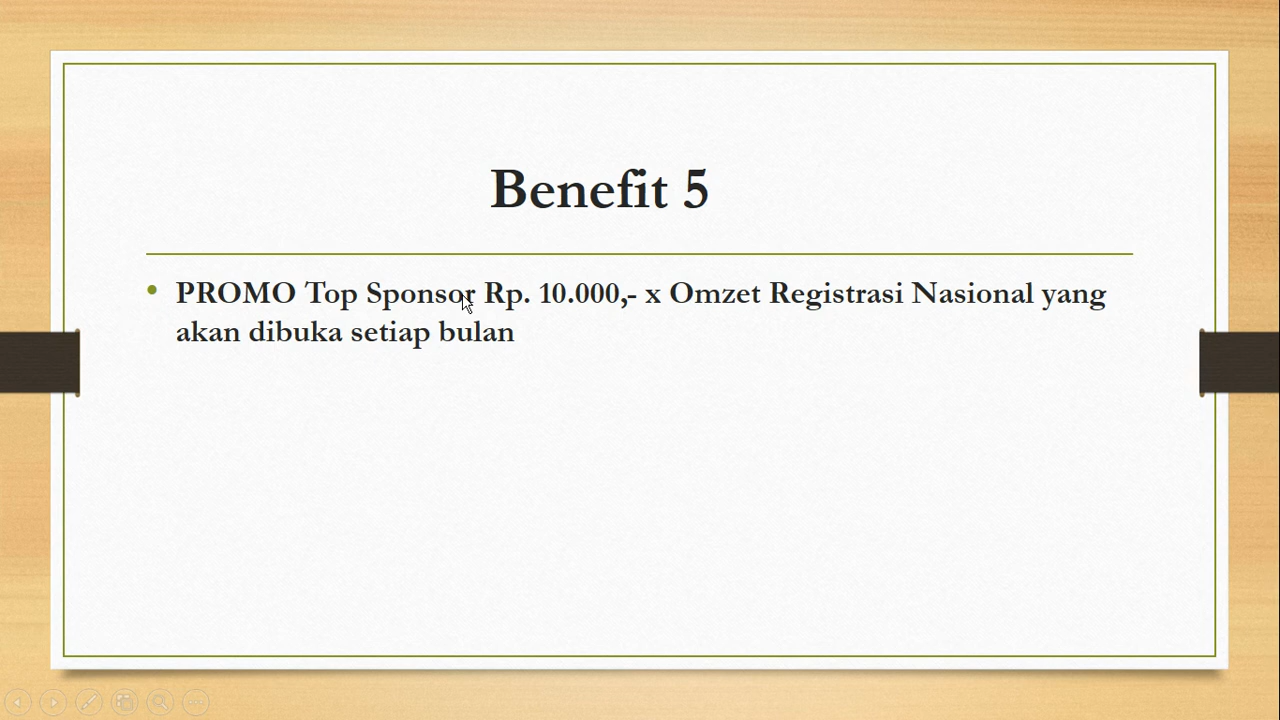 Benefit 5
• PROMO Top Sponsor Rp. 10.000,- x Omzet Registrasi Nasional yang
akan dibuka setiap bulan